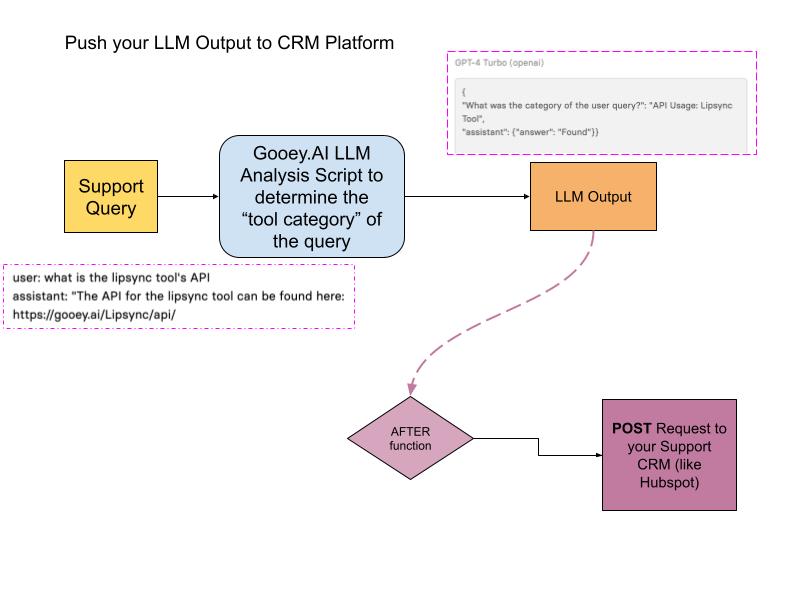 Push your LLM Output to CRM Platform
GPT-4 Turbo (openai)
{
"What was the category of the user query?": "API Usage: Lipsync
Tool",
"assistant": {"answer": "Found"}}
Support
Query
Gooey.AI LLM
Analysis Script to
determine the
“tool category” of
the query
LLM Output
user: what is the lipsync tool's API
assistant: "The API for the lipsync tool can be found here:
https://gooey.ai/Lipsync/api/
AFTER
function
POST Request to
your Support
CRM (like
Hubspot)